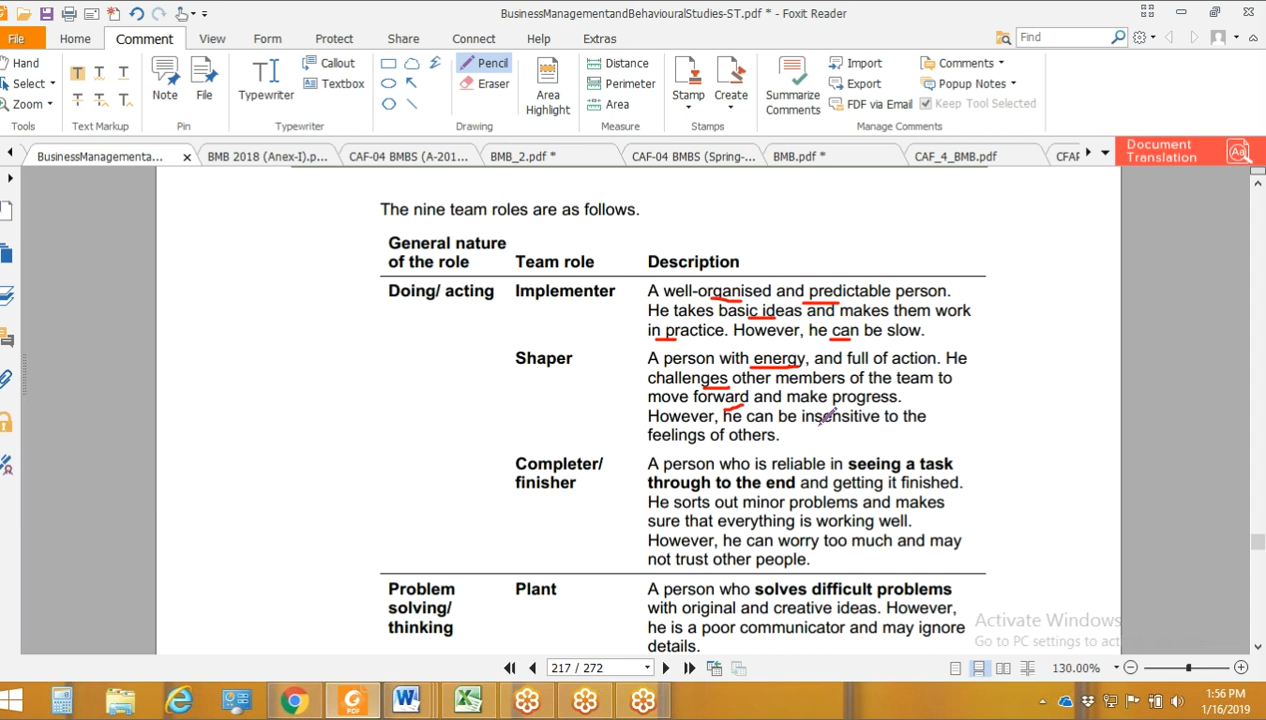 BusinessManagementandBehaviouralStudies-ST.pdf * - Foxit Reader
File Home Comment View Form Protect Share Connect Help Extras Find
Hand Select Zoom Tools
Text Markup
Note File Pin
Typewriter Callout Textbox Typewriter
Pencil Eraser Area Highlight Drawing
Distance Perimeter Area Measure
Stamp Create Stamps
Summarize Comments Import Export FDF via Email Comments Popup Notes Keep Tool Selected Manage Comments
BusinessManagementa... BMB 2018 (Anex-I).p... CAF-04 BMBS (A-201... BMB_2.pdf * CAF-04 BMBS (Spring-... BMB.pdf * CAF_4_BMB.pdf CFAP
Document Translation
The nine team roles are as follows.
General nature
of the role Team role Description
Doing/ acting Implementer A well-organised and predictable person.
He takes basic ideas and makes them work
in practice. However, he can be slow.
Shaper A person with energy, and full of action. He
challenges other members of the team to
move forward and make progress.
However, he can be insensitive to the
feelings of others.
Completer/ A person who is reliable in seeing a task
finisher through to the end and getting it finished.
He sorts out minor problems and makes
sure that everything is working well.
However, he can worry too much and may
not trust other people.
Problem Plant A person who solves difficult problems
solving/ with original and creative ideas. However,
thinking he is a poor communicator and may ignore
details.
Activate Windows
Go to PC settings to act
217 / 272 130.00%
1:56 PM
1/16/2019